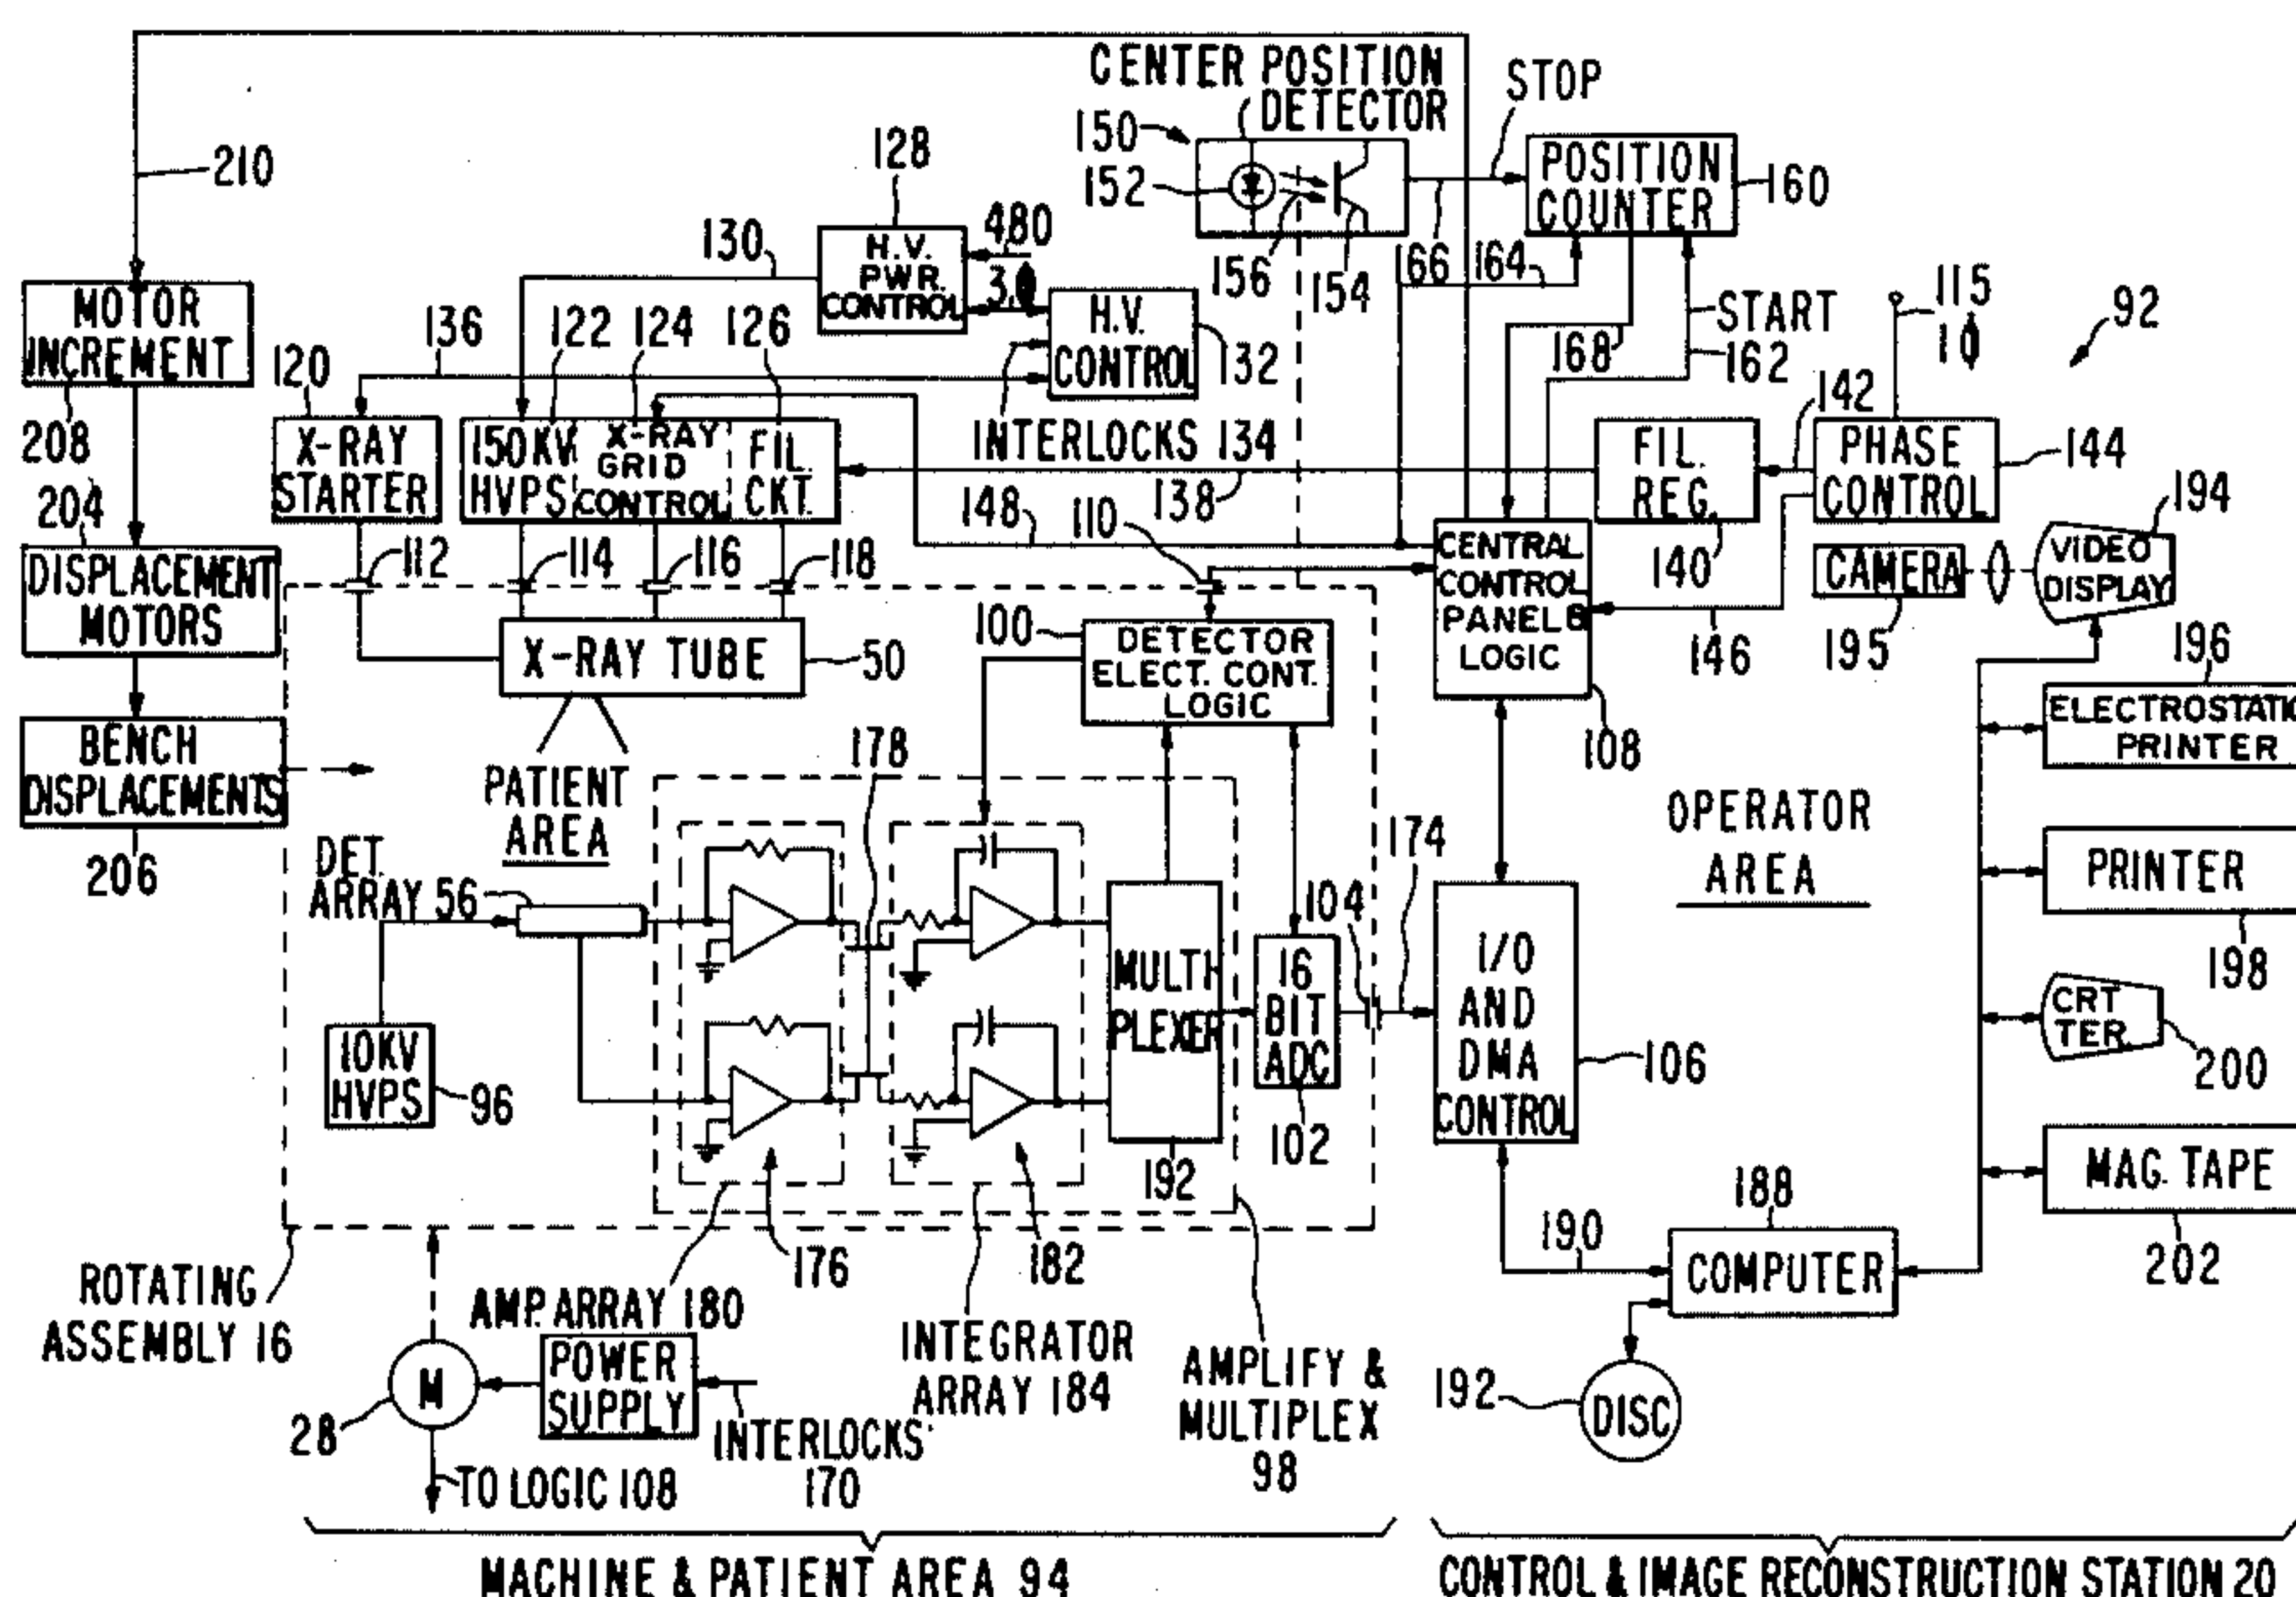 CENTER POSITION
DETECTOR
STOP
150
152
156
154
166
164
POSITION
COUNTER
160
210
128
130
H.V.
PWR.
CONTROL
480
3Φ
H.V.
CONTROL
132
START
162
168
115
1Φ
92
MOTOR
INCREMENT
208
136
122
124
126
120
X-RAY
STARTER
150KV
HVPS
X-RAY
GRID
CONTROL
FIL.
CKT.
INTERLOCKS 134
138
148
110
FIL.
REG.
140
142
PHASE
CONTROL
144
146
204
DISPLACEMENT
MOTORS
112
114
116
118
CENTRAL
CONTROL
PANEL &
LOGIC
108
CAMERA
195
VIDEO
DISPLAY
194
X-RAY TUBE
50
100
DETECTOR
ELECT. CONT.
LOGIC
196
ELECTROSTATIC
PRINTER
BENCH
DISPLACEMENTS
206
PATIENT
AREA
178
OPERATOR
AREA
PRINTER
198
DET.
ARRAY 56
10KV
HVPS
96
MULTI
PLEXER
192
16
BIT
ADC
102
104
174
I/O
AND
DMA
CONTROL
106
CRT
TER.
200
MAG. TAPE
202
188
COMPUTER
190
192
DISC
ROTATING
ASSEMBLY 16
AMP. ARRAY 180
176
182
INTEGRATOR
ARRAY 184
AMPLIFY &
MULTIPLEX
98
M
28
POWER
SUPPLY
INTERLOCKS
170
TO LOGIC 108
MACHINE & PATIENT AREA 94
CONTROL & IMAGE RECONSTRUCTION STATION 20